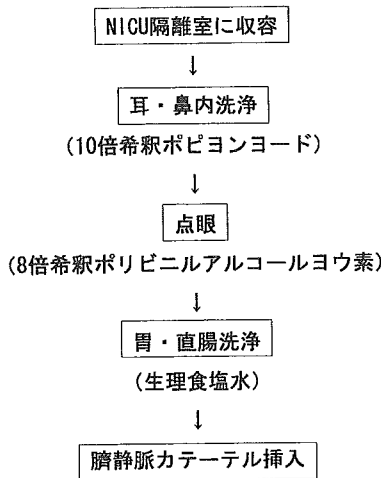 NICU隔離室に収容
↓
耳・鼻内洗浄
(10倍希釈ポピヨンヨード)
↓
点眼
(8倍希釈ポリビニルアルコールヨウ素)
↓
胃・直腸洗浄
(生理食塩水)
↓
臍静脈カテーテル挿入